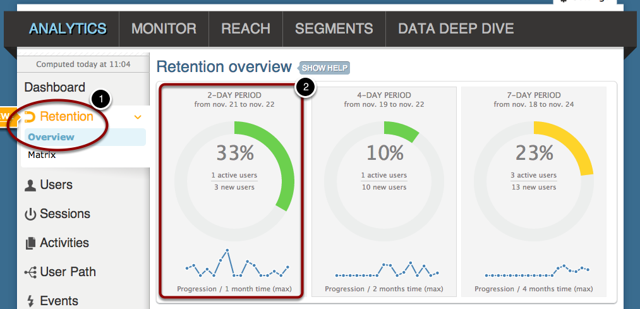 ANALYTICS MONITOR REACH SEGMENTS DATA DEEP DIVE
Computed today at 11:04
Dashboard
Retention
Overview
Matrix
Users
Sessions
Activities
User Path
Events
1
Retention overview SHOW HELP
2
2-DAY PERIOD
from nov. 21 to nov. 22
33%
1 active users
3 new users
Progression / 1 month time (max)
4-DAY PERIOD
from nov. 19 to nov. 22
10%
1 active users
10 new users
Progression / 2 months time (max)
7-DAY PERIOD
from nov. 18 to nov. 24
23%
3 active users
13 new users
Progression / 4 months time (max)